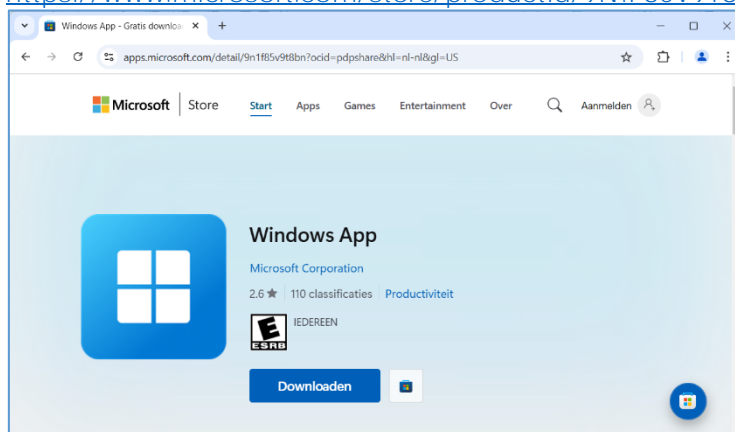 Windows App - Gratis downloa
apps.microsoft.com/detail/9n1f85v9t8bn?ocid=pdpshare&hl=nl-nl&gl=US
Microsoft Store Start Apps Games Entertainment Over Aanmelden
Windows App
Microsoft Corporation
2.6 ★ 110 classificaties Productiviteit
E
ESRB
IEDEREEN
Downloaden